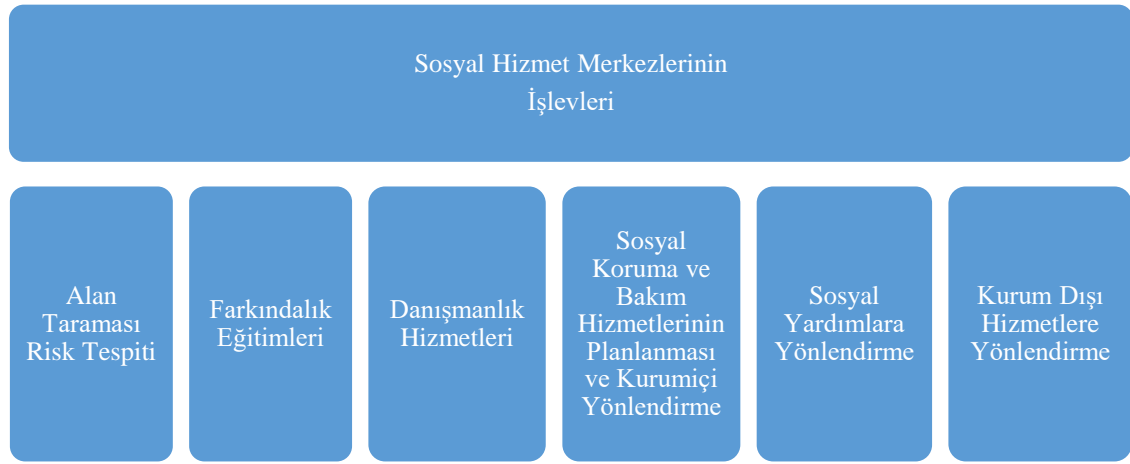 Sosyal Hizmet Merkezlerinin
İşlevleri
Alan
Taraması
Risk Tespiti
Farkındalık
Eğitimleri
Danışmanlık
Hizmetleri
Sosyal
Koruma ve
Bakım
Hizmetlerinin
Planlanması
ve Kurumiçi
Yönlendirme
Sosyal
Yardımlara
Yönlendirme
Kurum Dışı
Hizmetlere
Yönlendirme